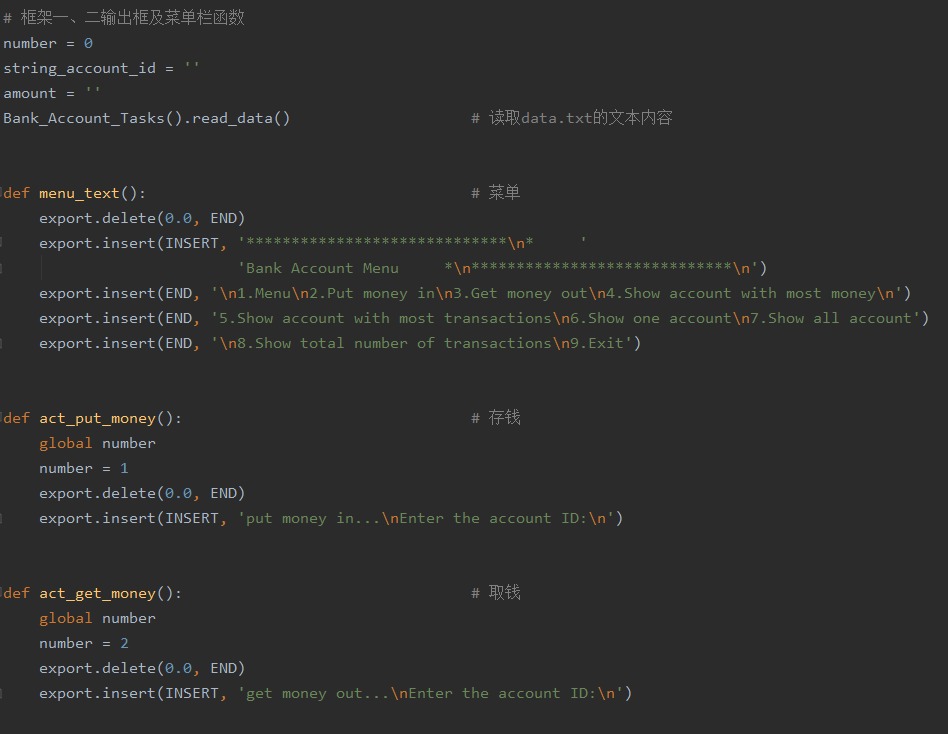 # 框架一、二输出框及菜单栏函数
number = 0
string_account_id = ''
amount = ''
Bank_Account_Tasks().read_data()                    # 读取data.txt的文本内容
def menu_text():                                    # 菜单
    export.delete(0.0, END)
    export.insert(INSERT, '*****************************\n*     '
                          'Bank Account Menu     *\n*****************************\n')
    export.insert(END, '\n1.Menu\n2.Put money in\n3.Get money out\n4.Show account with most money\n')
    export.insert(END, '5.Show account with most transactions\n6.Show one account\n7.Show all account')
    export.insert(END, '\n8.Show total number of transactions\n9.Exit')
def act_put_money():                                # 存钱
    global number
    number = 1
    export.delete(0.0, END)
    export.insert(INSERT, 'put money in...\nEnter the account ID:\n')
def act_get_money():                                # 取钱
    global number
    number = 2
    export.delete(0.0, END)
    export.insert(INSERT, 'get money out...\nEnter the account ID:\n')